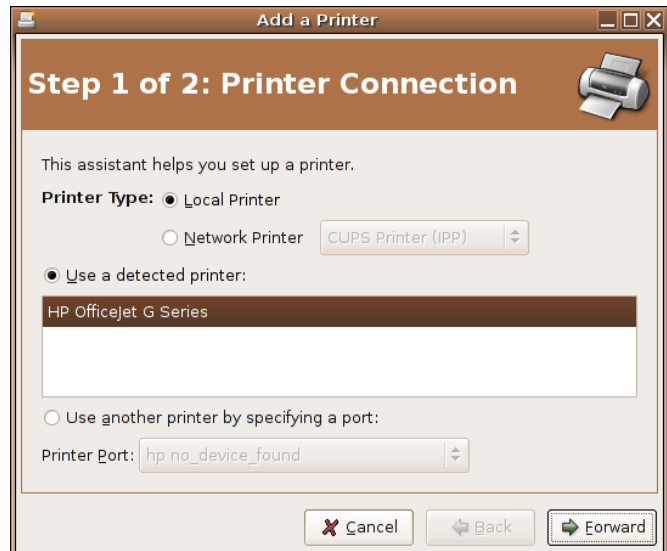 Add a Printer
Step 1 of 2: Printer Connection
This assistant helps you set up a printer.
Printer Type: Local Printer
Network Printer CUPS Printer (IPP)
Use a detected printer:
HP OfficeJet G Series
Use another printer by specifying a port:
Printer Port: hp no_device_found
Cancel Back Forward